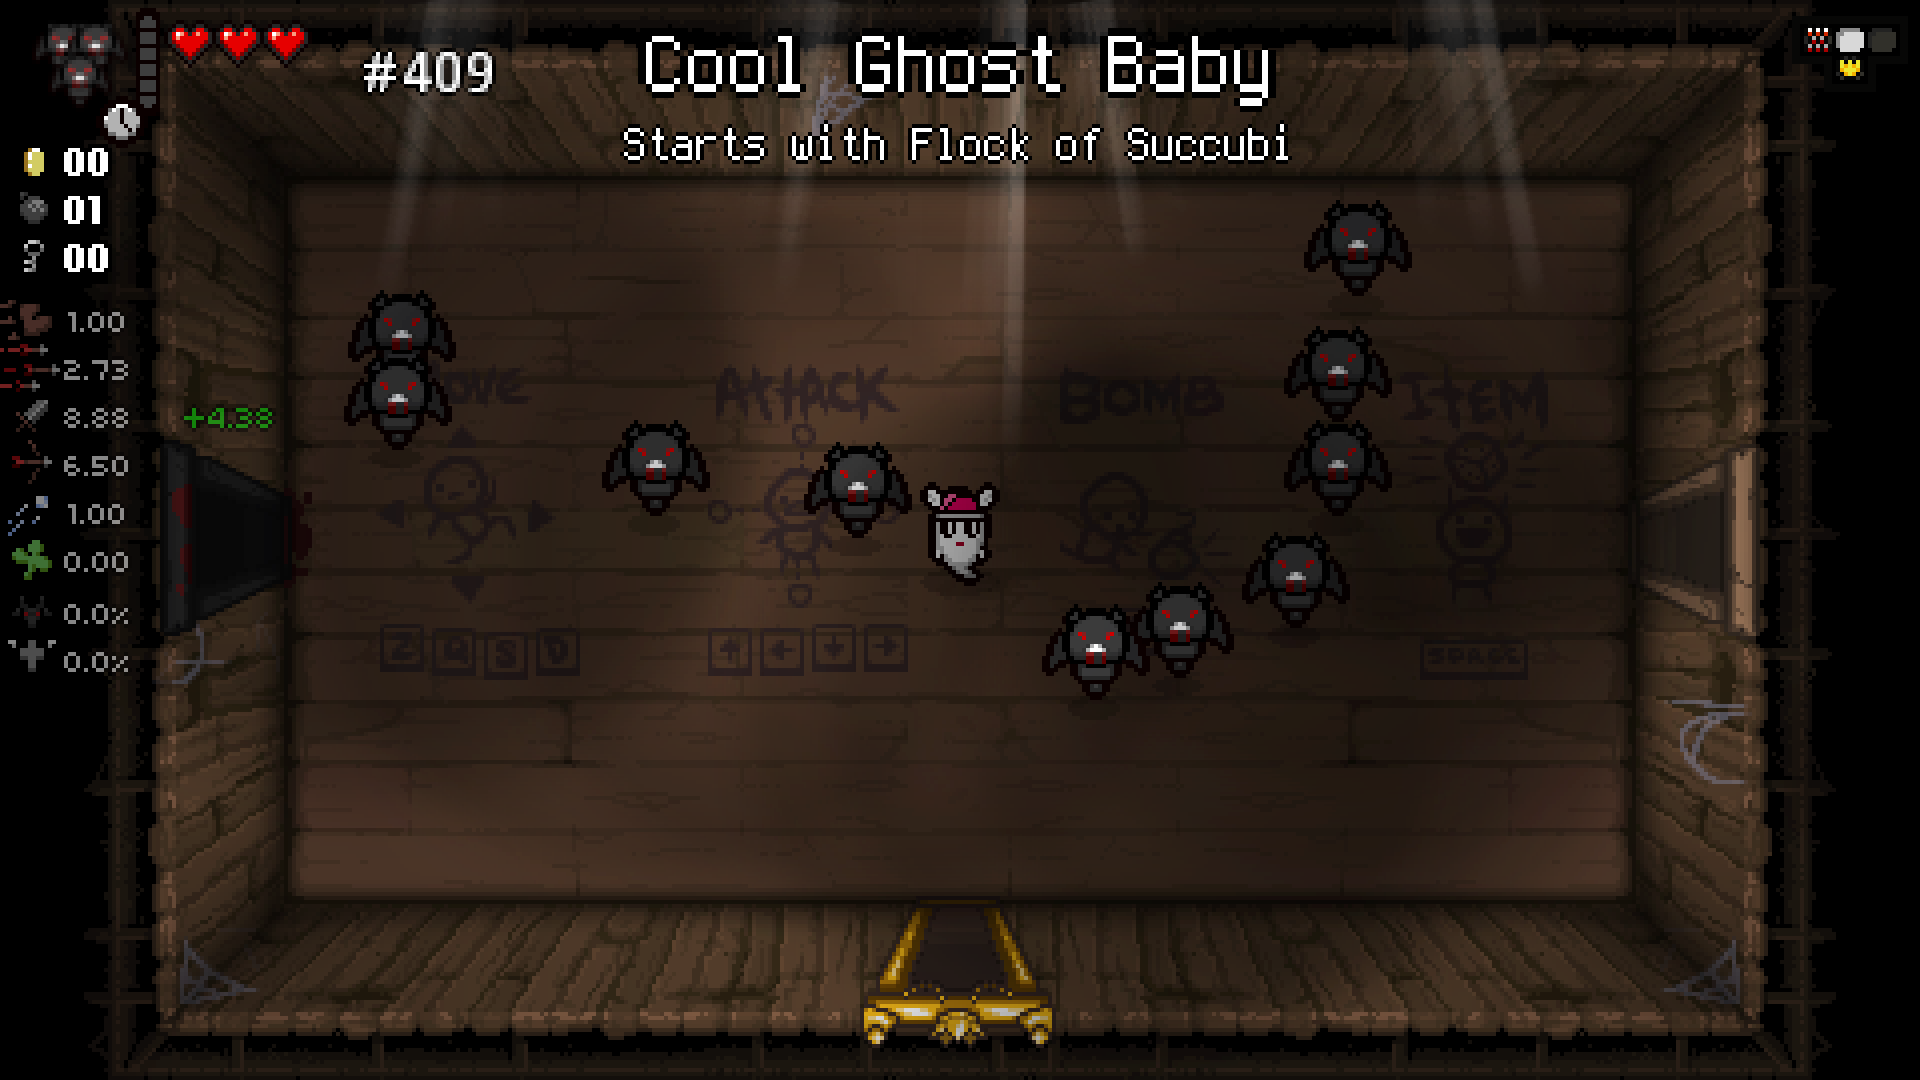 #409
Cool Ghost Baby
Starts with Flock of Succubi
00
01
00
1.00
2.73
8.88 +4.38
6.50
1.00
0.00
0.0%
0.0%
ATTACK BOMB ITEM
Z Q S D
SPACE